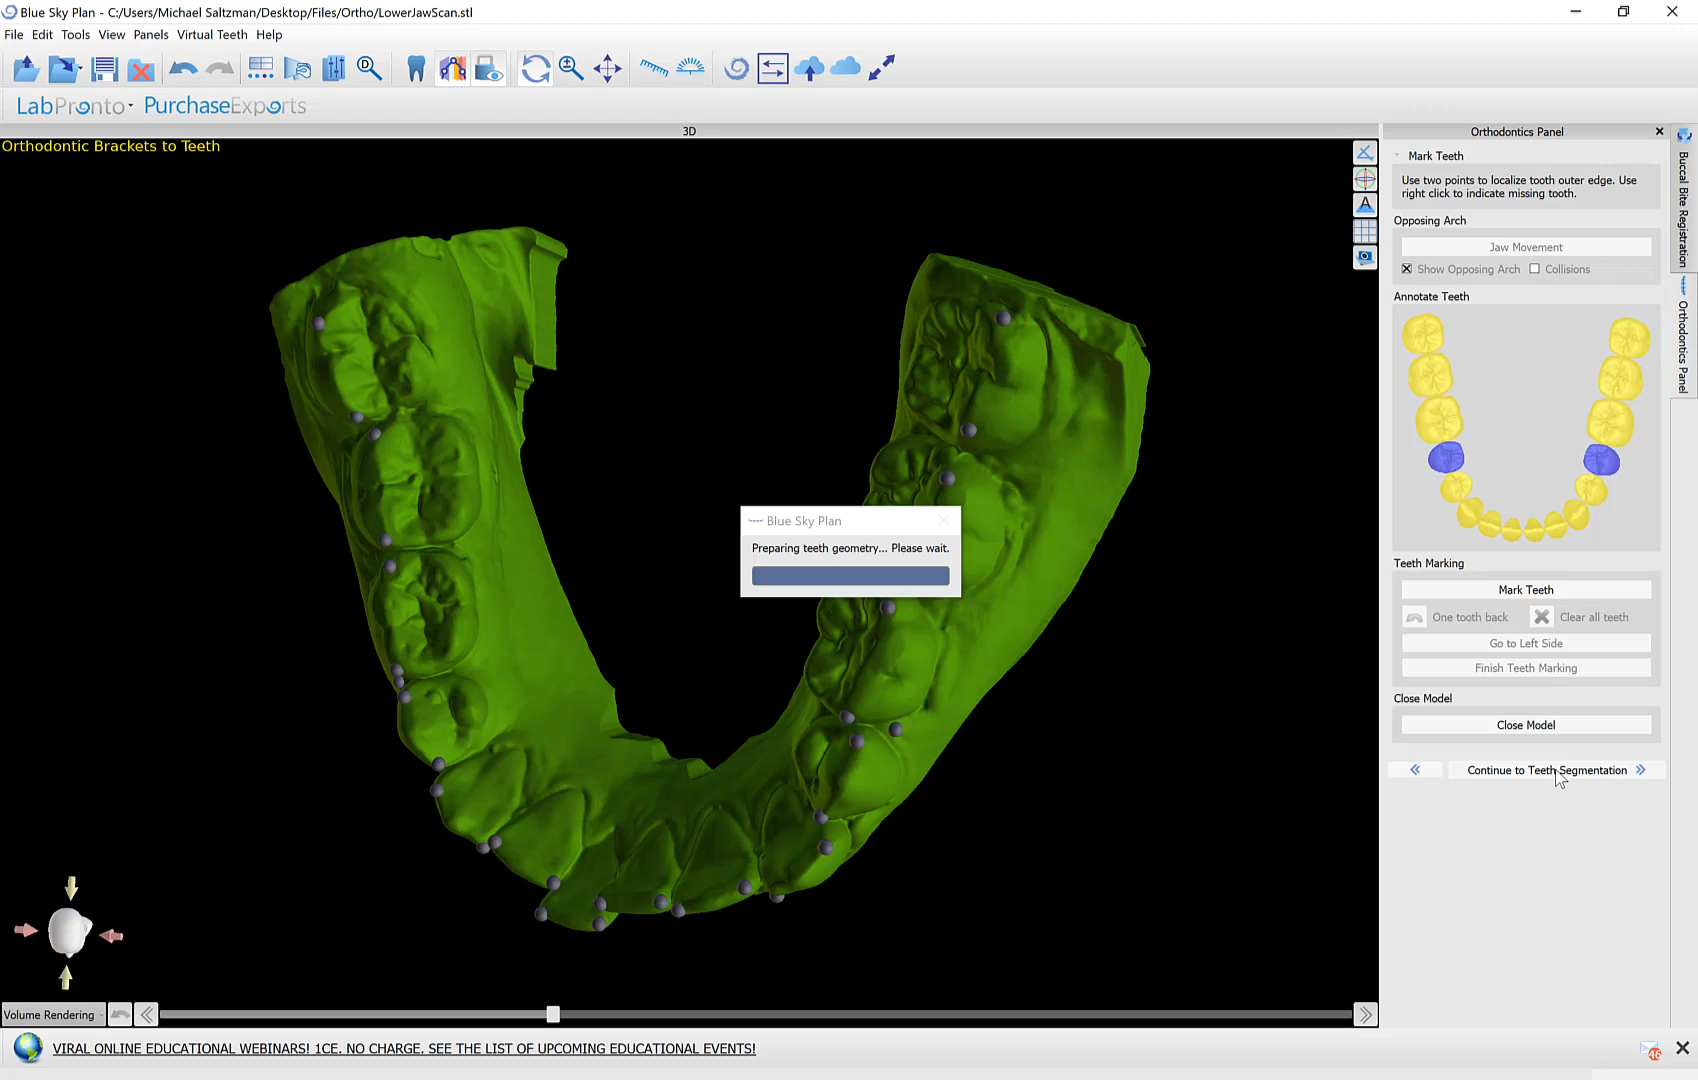 Blue Sky Plan - C:/Users/Michael Saltzman/Desktop/Files/Ortho/LowerJawScan.stl
File Edit Tools View Panels Virtual Teeth Help
LabPronto PurchaseExports
3D
Orthodontic Brackets to Teeth
Orthodontics Panel
Mark Teeth
Use two points to localize tooth outer edge. Use
right click to indicate missing tooth.
Opposing Arch
Jaw Movement
Show Opposing Arch Collisions
Annotate Teeth
Buccal Bite Registration
Orthodontics Panel
Blue Sky Plan
Preparing teeth geometry... Please wait.
Teeth Marking
Mark Teeth
One tooth back Clear all teeth
Go to Left Side
Finish Teeth Marking
Close Model
Close Model
Continue to Teeth Segmentation
Volume Rendering
VIRAL ONLINE EDUCATIONAL WEBINARS! 1CE. NO CHARGE. SEE THE LIST OF UPCOMING EDUCATIONAL EVENTS!
46